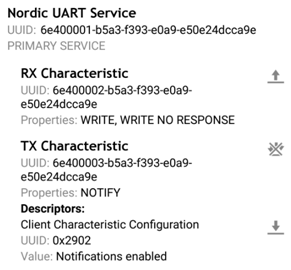 Nordic UART Service
UUID: 6e400001-b5a3-f393-e0a9-e50e24dcca9e
PRIMARY SERVICE
RX Characteristic
UUID: 6e400002-b5a3-f393-e0a9-
e50e24dcca9e
Properties: WRITE, WRITE NO RESPONSE
TX Characteristic
UUID: 6e400003-b5a3-f393-e0a9-
e50e24dcca9e
Properties: NOTIFY
Descriptors:
Client Characteristic Configuration
UUID: 0x2902
Value: Notifications enabled